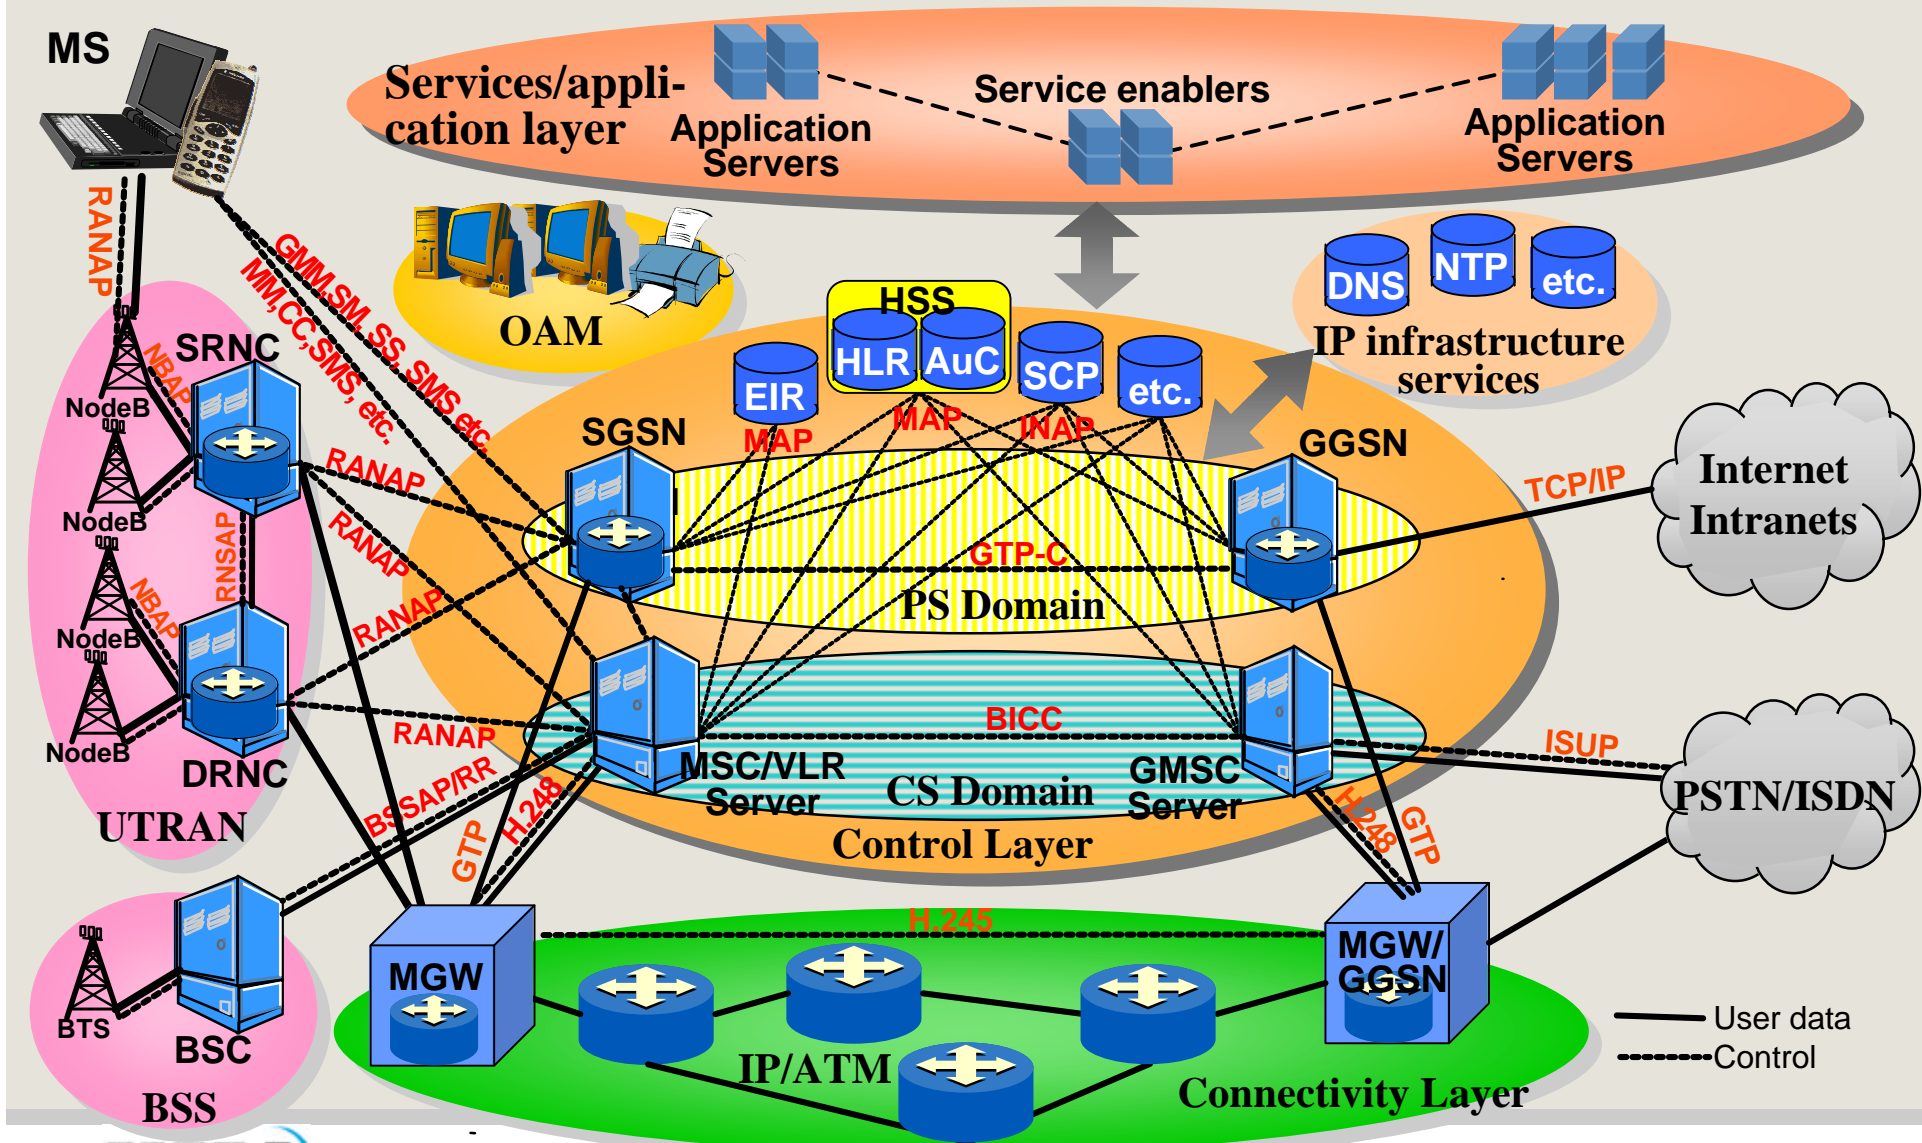 MS
Services/appli-
cation layer
Application
Servers
Service enablers
Application
Servers
RANAP
GMM,SM, SS, SMS etc.
MM,CC,SMS, etc.
OAM
HSS
HLR
AuC
EIR
SCP
etc.
DNS
NTP
etc.
IP infrastructure
services
MAP
MAP
INAP
SRNC
NBAP
NodeB
NodeB
RNSAP
NBAP
NodeB
NodeB
DRNC
UTRAN
RANAP
RANAP
RANAP
RANAP
SGSN
GGSN
GTP-C
PS Domain
TCP/IP
Internet
Intranets
BICC
MSC/VLR
Server
GMSC
Server
CS Domain
Control Layer
ISUP
PSTN/ISDN
BSSAP/RR
GTP
H.248
H.248
GTP
H.245
MGW
MGW/
GGSN
IP/ATM
Connectivity Layer
BTS
BSC
BSS
User data
Control